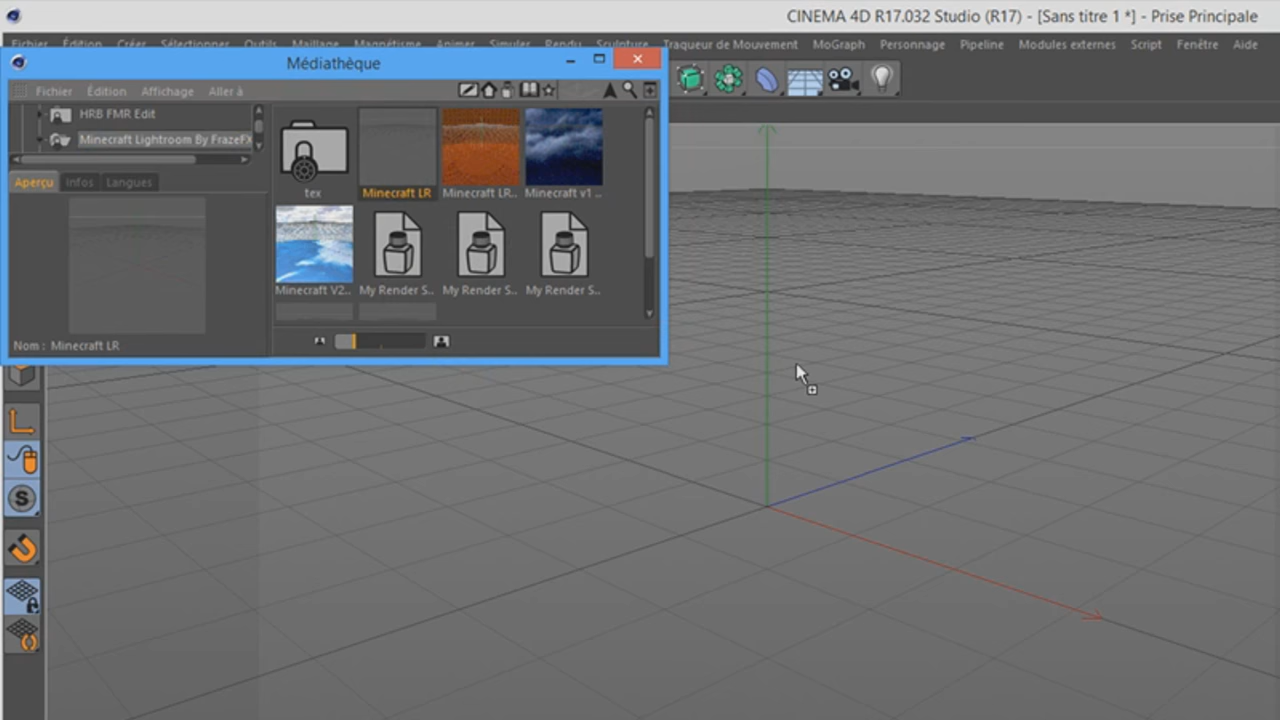 CINEMA 4D R17.032 Studio (R17) - [Sans titre 1 *] - Prise Principale
Fichier Édition Créer Sélectionner Outils Maillage Magnétisme Animer Simuler Rendu Sculpture Traqueur de Mouvement MoGraph Personnage Pipeline Modules externes Script Fenêtre Aide
Médiathèque
Fichier Édition Affichage Aller à
HRB FMR Edit
Minecraft Lightroom By FrazeFX
Aperçu Infos Langues
tex Minecraft LR Minecraft LR.. Minecraft v1 ..
Minecraft V2.. My Render S.. My Render S.. My Render S..
Nom : Minecraft LR
S